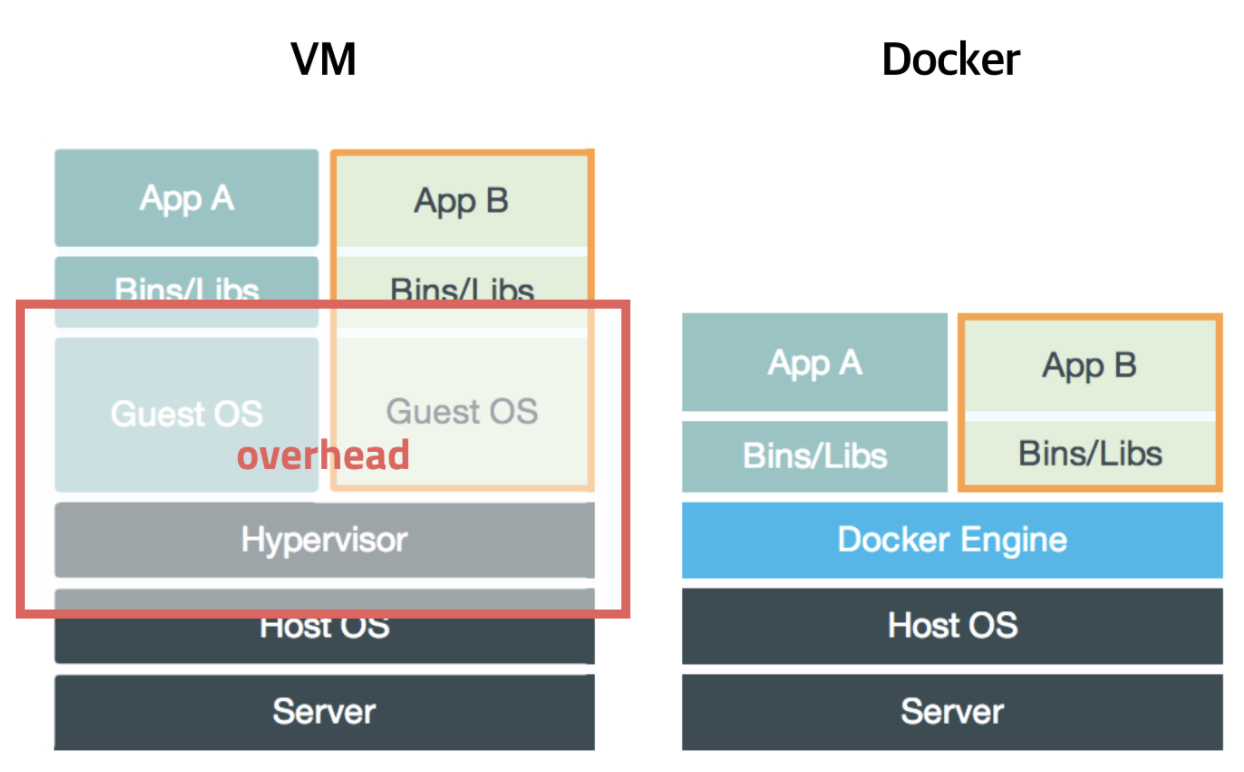 VM
Docker
App A
App B
Bins/Libs
Bins/Libs
Guest OS
Guest OS
overhead
Hypervisor
Host OS
Server
App A
App B
Bins/Libs
Bins/Libs
Docker Engine
Host OS
Server